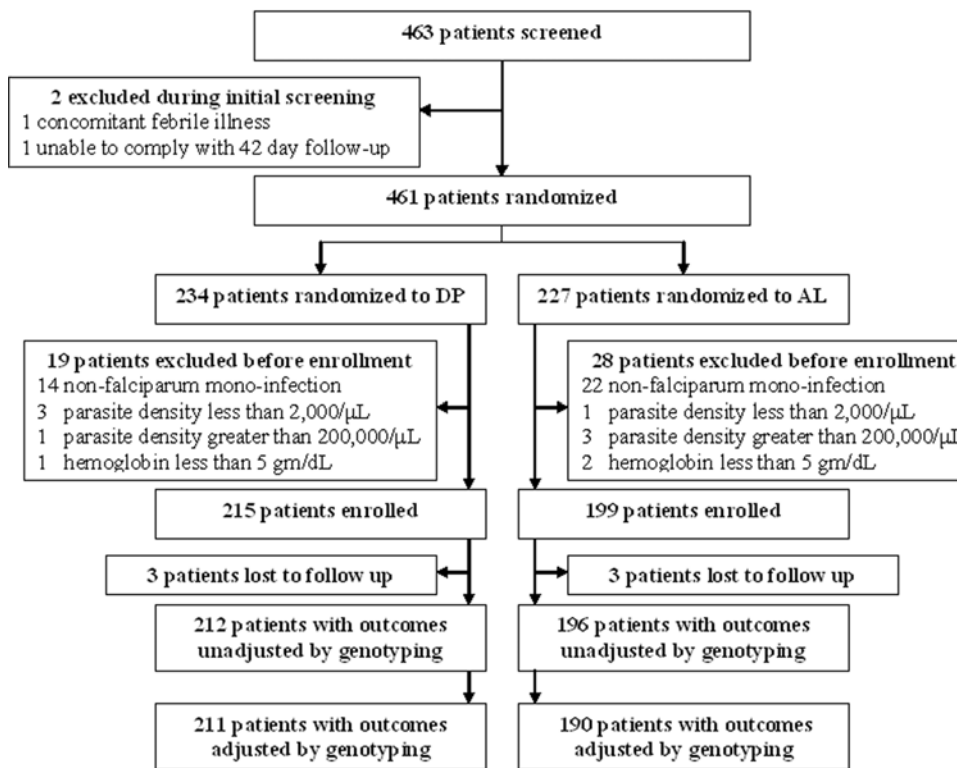 463 patients screened
2 excluded during initial screening
1 concomitant febrile illness
1 unable to comply with 42 day follow-up
461 patients randomized
234 patients randomized to DP
227 patients randomized to AL
19 patients excluded before enrollment
14 non-falciparum mono-infection
3 parasite density less than 2,000/μL
1 parasite density greater than 200,000/μL
1 hemoglobin less than 5 gm/dL
28 patients excluded before enrollment
22 non-falciparum mono-infection
1 parasite density less than 2,000/μL
3 parasite density greater than 200,000/μL
2 hemoglobin less than 5 gm/dL
215 patients enrolled
199 patients enrolled
3 patients lost to follow up
3 patients lost to follow up
212 patients with outcomes
unadjusted by genotyping
196 patients with outcomes
unadjusted by genotyping
211 patients with outcomes
adjusted by genotyping
190 patients with outcomes
adjusted by genotyping